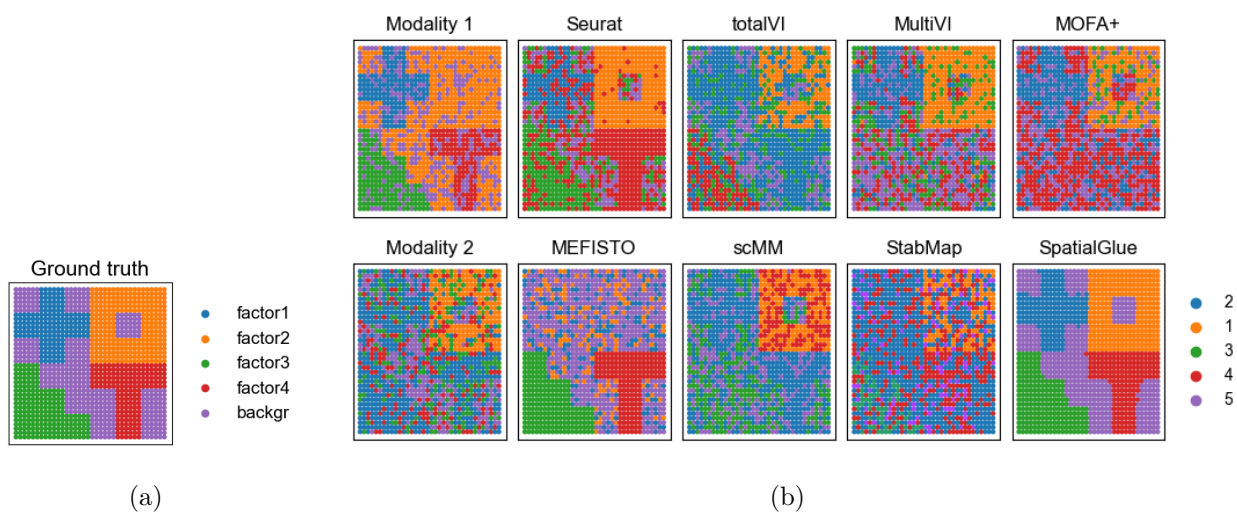 Modality 1 Seurat totalVI MultiVI MOFA+
Modality 2 MEFISTO scMM StabMap SpatialGlue
Ground truth
factor1
factor2
factor3
factor4
backgr
2
1
3
4
5
(a)
(b)